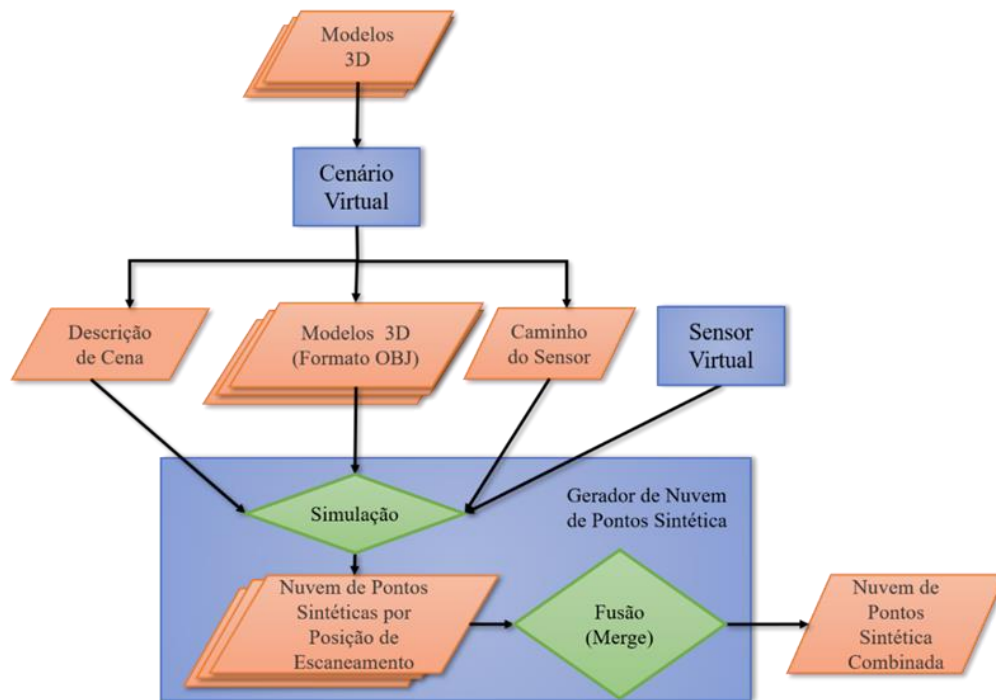 Modelos
3D
Cenário
Virtual
Descrição
de Cena
Modelos 3D
(Formato OBJ)
Caminho
do Sensor
Sensor
Virtual
Gerador de Nuvem
de Pontos Sintética
Simulação
Nuvem de Pontos
Sintéticas por
Posição de
Escaneamento
Fusão
(Merge)
Nuvem de
Pontos
Sintética
Combinada